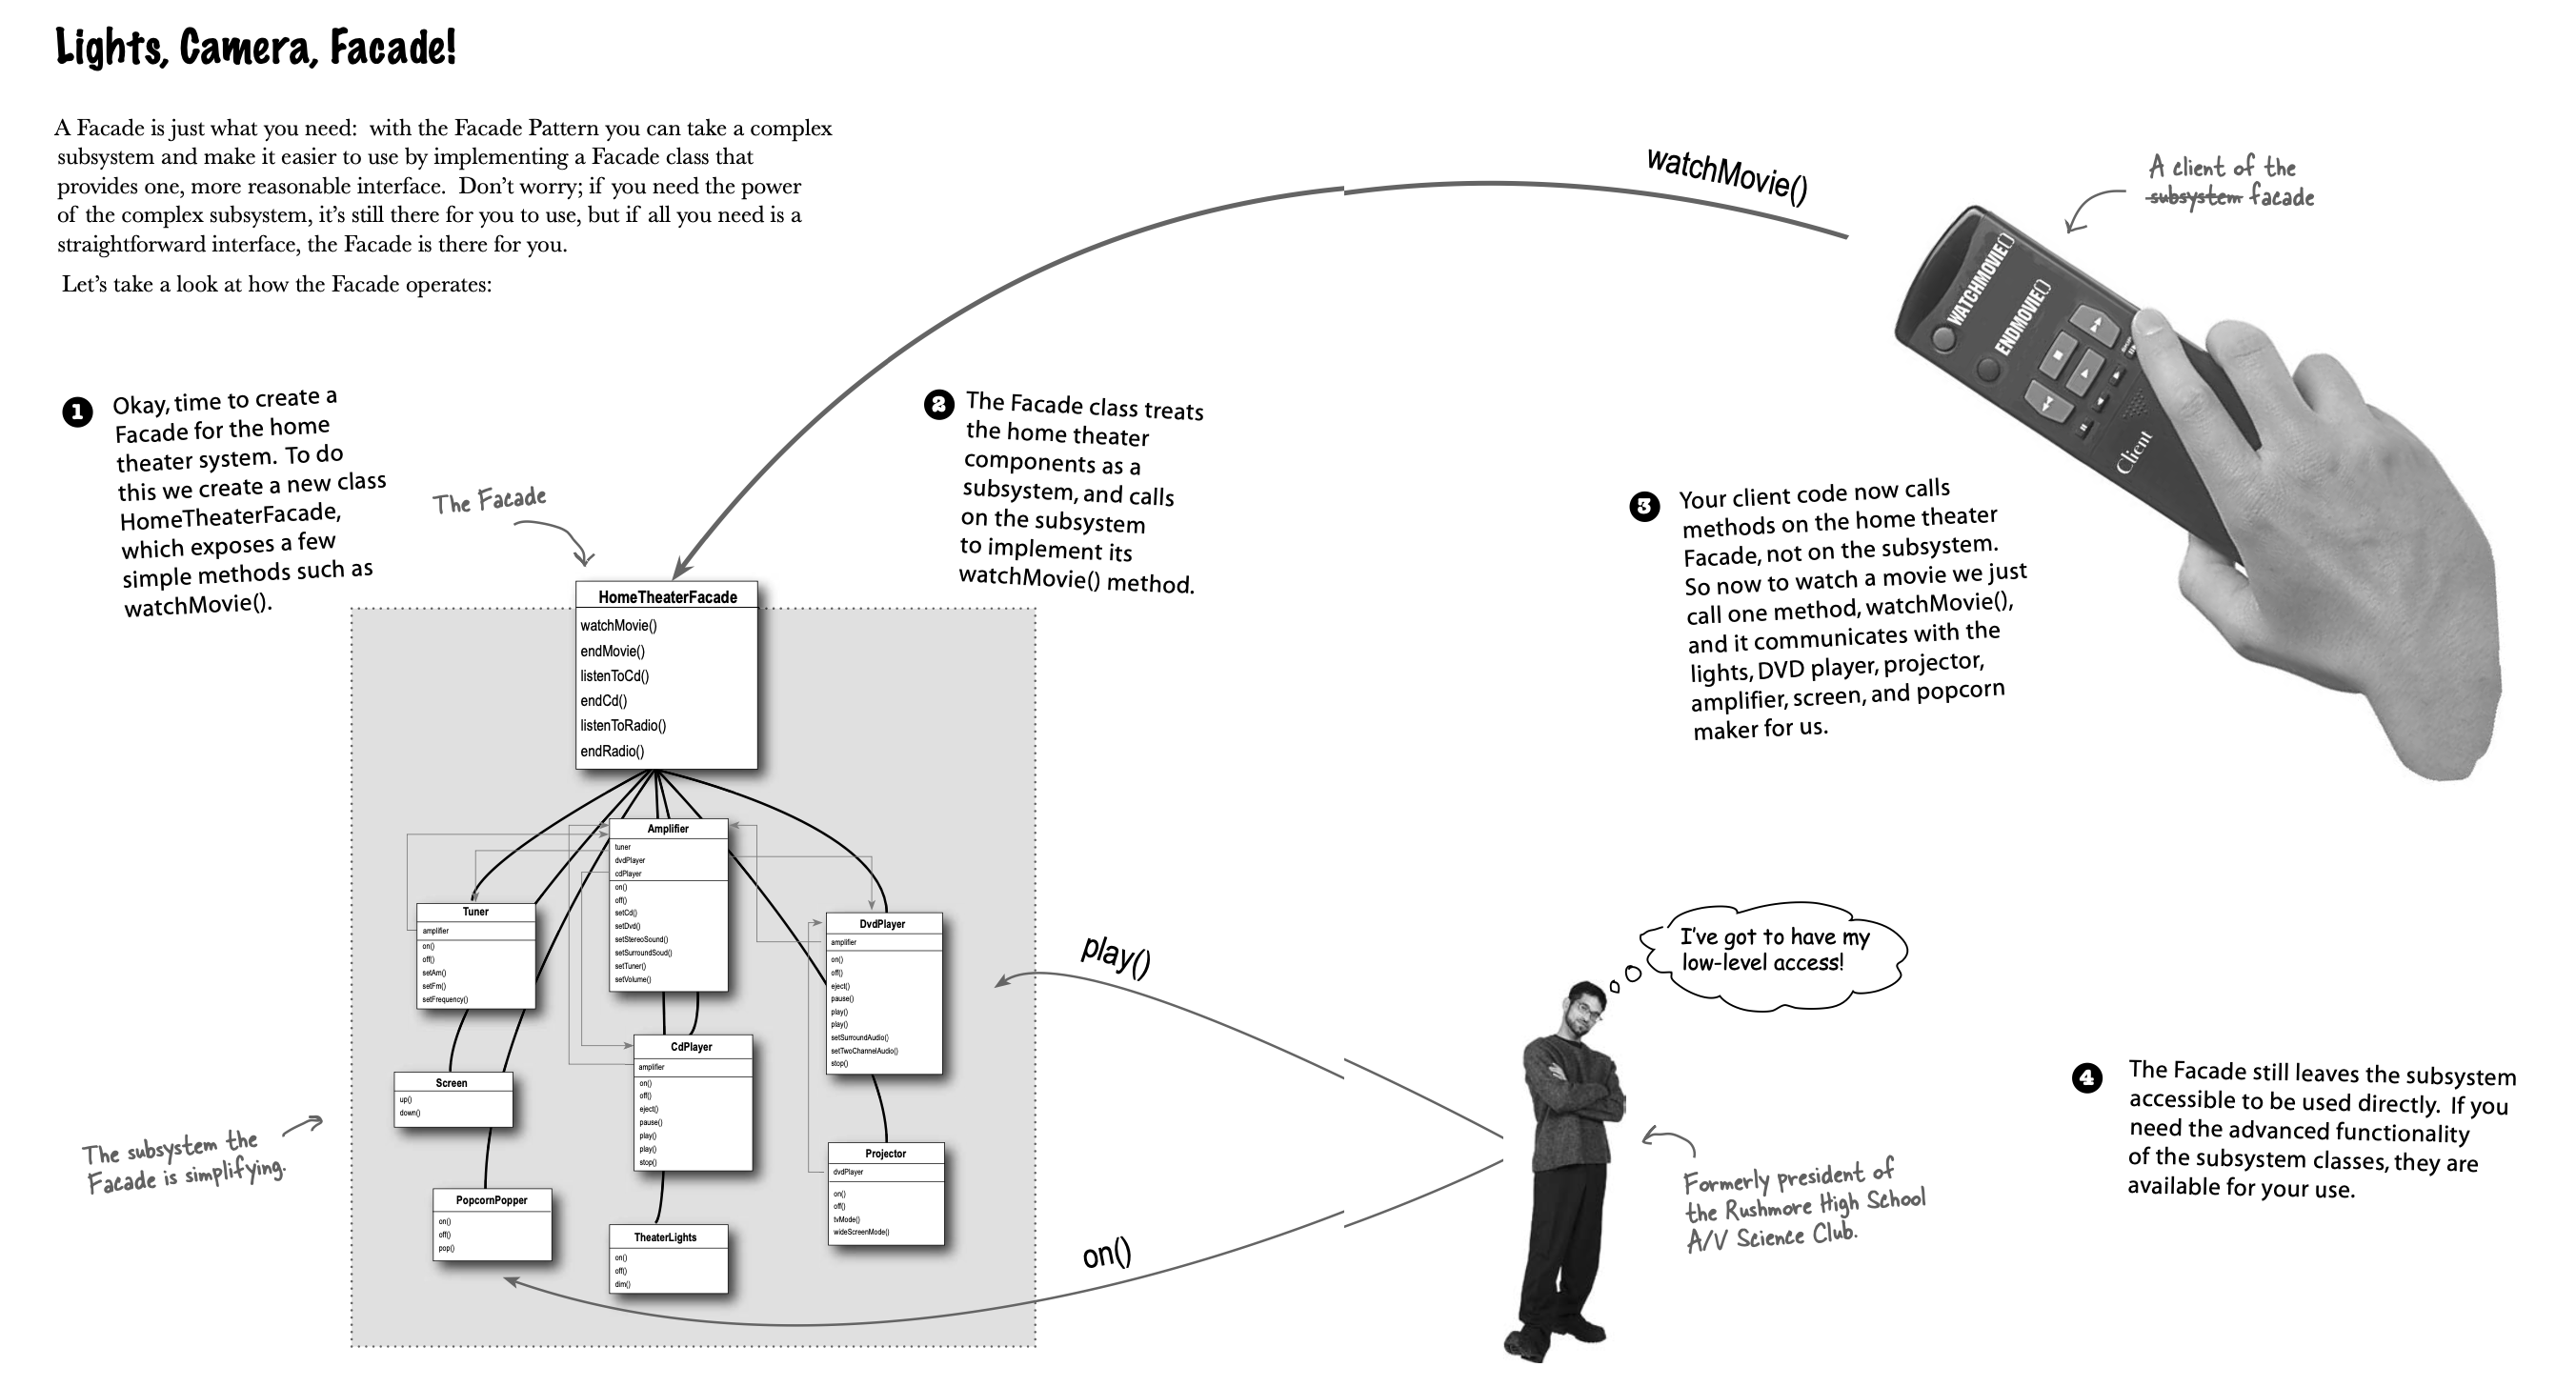 Lights, Camera, Facade!
A Facade is just what you need: with the Facade Pattern you can take a complex
subsystem and make it easier to use by implementing a Facade class that
provides one, more reasonable interface. Don't worry; if you need the power
of the complex subsystem, it's still there for you to use, but if all you need is a
straightforward interface, the Facade is there for you.
Let's take a look at how the Facade operates:
watchMovie()
A client of the
subsystem facade
WATCHMOVIE()
ENDMOVIE()
Client
1
Okay, time to create a
Facade for the home
theater system. To do
this we create a new class
HomeTheaterFacade,
which exposes a few
simple methods such as
watchMovie().
The Facade
2
The Facade class treats
the home theater
components as a
subsystem, and calls
on the subsystem
to implement its
watchMovie() method.
3
Your client code now calls
methods on the home theater
Facade, not on the subsystem.
So now to watch a movie we just
call one method, watchMovie(),
and it communicates with the
lights, DVD player, projector,
amplifier, screen, and popcorn
maker for us.
HomeTheaterFacade
watchMovie()
endMovie()
listenToCd()
endCd()
listenToRadio()
endRadio()
Amplifier
tuner
dvdPlayer
cdPlayer
on()
off()
setCd()
setDvd()
setStereoSound()
setSurroundSoud()
setTuner()
setVolume()
Tuner
amplifier
on()
off()
setAm()
setFm()
setFrequency()
DvdPlayer
amplifier
on()
off()
eject()
pause()
play()
play()
setSurroundAudio()
setTwoChannelAudio()
stop()
Screen
up()
down()
CdPlayer
amplifier
on()
off()
eject()
pause()
play()
play()
stop()
Projector
dvdPlayer
on()
off()
tvMode()
wideScreenMode()
PopcornPopper
on()
off()
pop()
TheaterLights
on()
off()
dim()
The subsystem the
Facade is simplifying.
play()
on()
I've got to have my
low-level access!
Formerly president of
the Rushmore High School
A/V Science Club.
4
The Facade still leaves the subsystem
accessible to be used directly. If you
need the advanced functionality
of the subsystem classes, they are
available for your use.